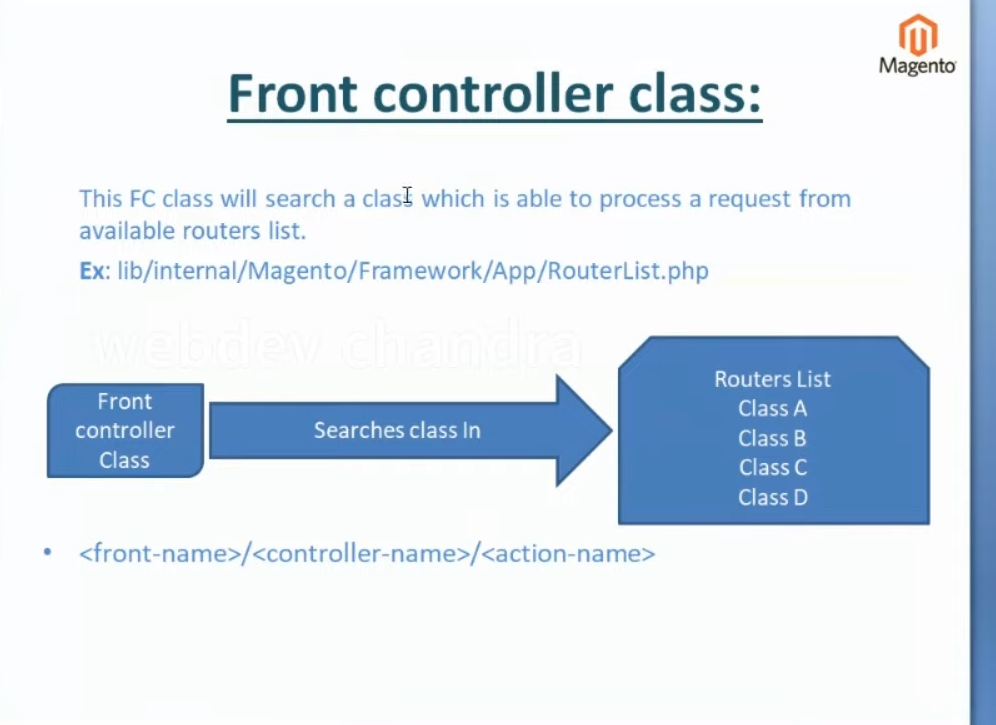 Magento
Front controller class:
This FC class will search a class which is able to process a request from
available routers list.
Ex: lib/internal/Magento/Framework/App/RouterList.php
webdev chandra
Front
controller
Class
Searches class In
Routers List
Class A
Class B
Class C
Class D
• <front-name>/<controller-name>/<action-name>